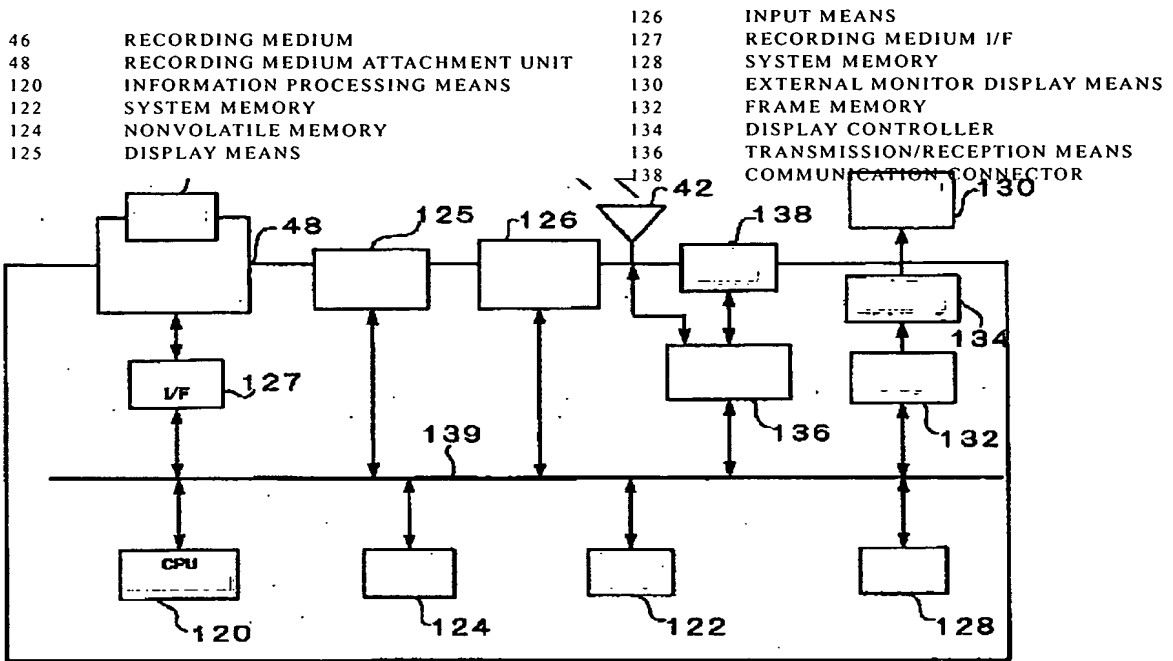 46 RECORDING MEDIUM
48 RECORDING MEDIUM ATTACHMENT UNIT
120 INFORMATION PROCESSING MEANS
122 SYSTEM MEMORY
124 NONVOLATILE MEMORY
125 DISPLAY MEANS
126 INPUT MEANS
127 RECORDING MEDIUM I/F
128 SYSTEM MEMORY
130 EXTERNAL MONITOR DISPLAY MEANS
132 FRAME MEMORY
134 DISPLAY CONTROLLER
136 TRANSMISSION/RECEPTION MEANS
138 COMMUNICATION CONNECTOR
42
130
48
125
126
138
134
I/F
127
136
132
139
CPU
120
124
122
128